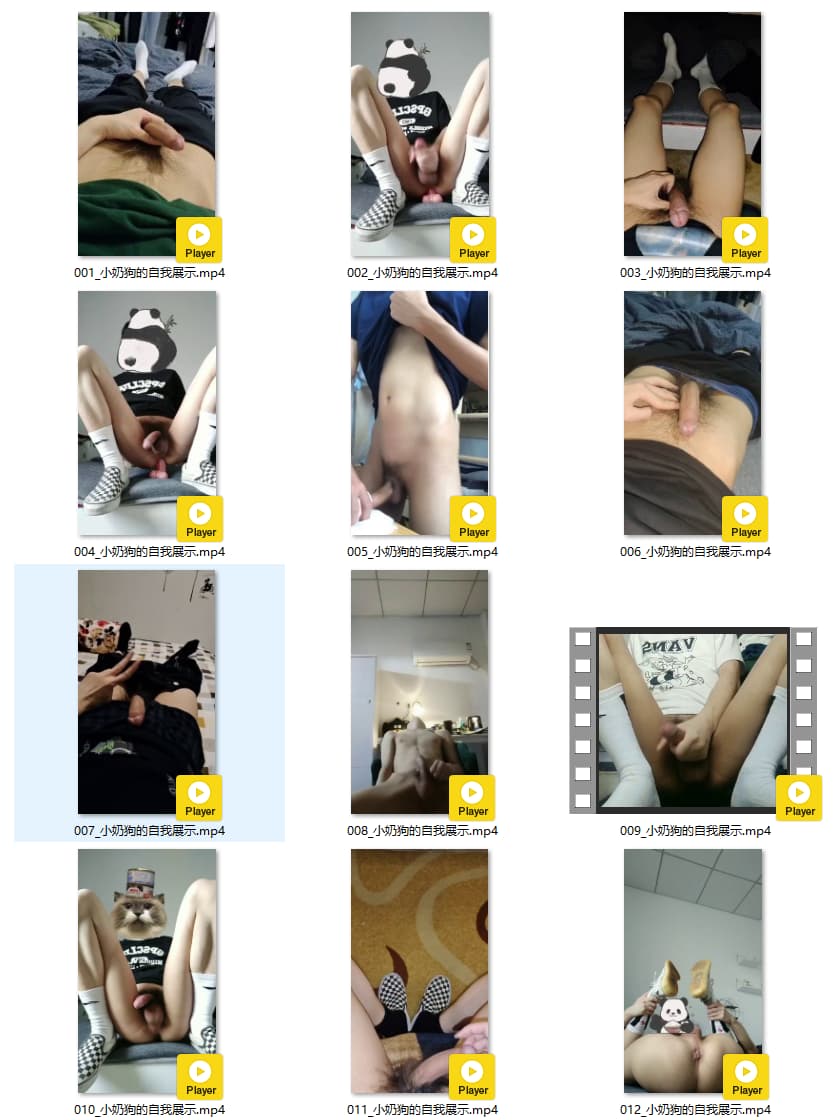 Player
Player
Player
001_小奶狗的自我展示.mp4
002_小奶狗的自我展示.mp4
003_小奶狗的自我展示.mp4
Player
Player
Player
004_小奶狗的自我展示.mp4
005_小奶狗的自我展示.mp4
006_小奶狗的自我展示.mp4
VANS
Player
Player
Player
007_小奶狗的自我展示.mp4
008_小奶狗的自我展示.mp4
009_小奶狗的自我展示.mp4
Player
Player
Player
010_小奶狗的自我展示.mp4
011_小奶狗的自我展示.mp4
012_小奶狗的自我展示.mp4